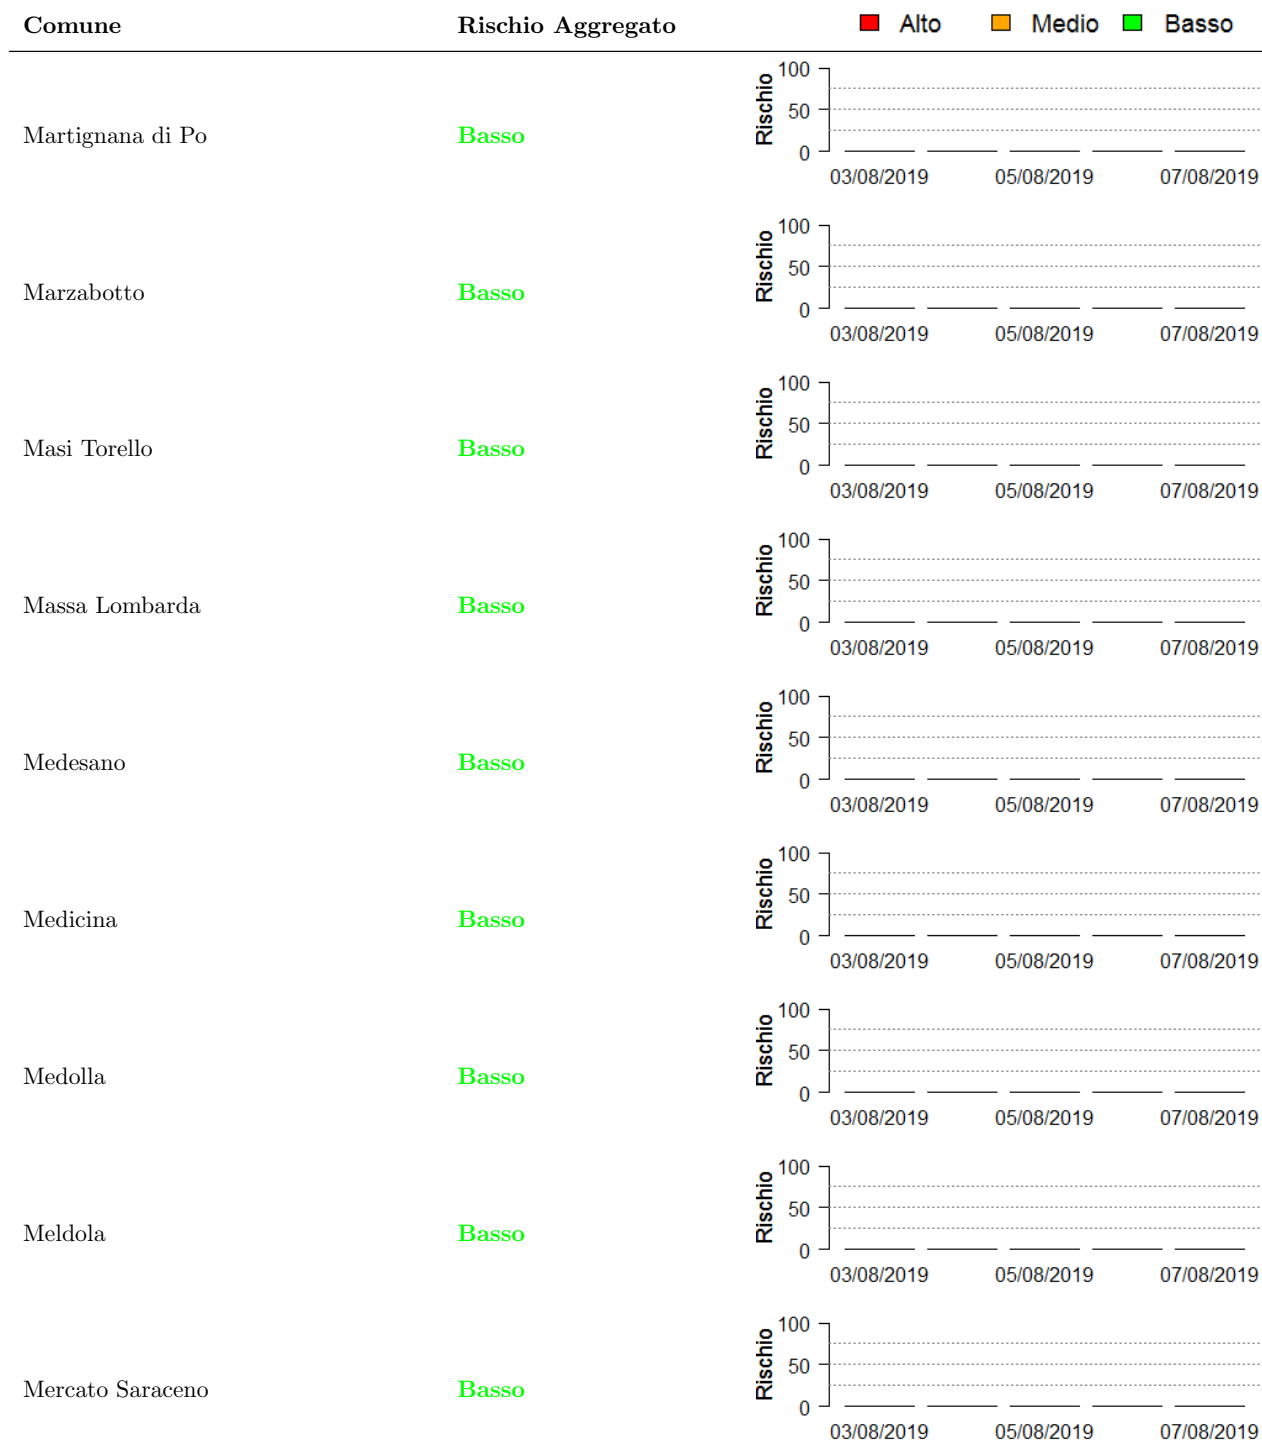 Comune Rischio Aggregato Alto Medio Basso
100
50
0
Rischio
Martignana di Po Basso
03/08/2019 05/08/2019 07/08/2019
100
50
0
Rischio
Marzabotto Basso
03/08/2019 05/08/2019 07/08/2019
100
50
0
Rischio
Masi Torello Basso
03/08/2019 05/08/2019 07/08/2019
100
50
0
Rischio
Massa Lombarda Basso
03/08/2019 05/08/2019 07/08/2019
100
50
0
Rischio
Medesano Basso
03/08/2019 05/08/2019 07/08/2019
100
50
0
Rischio
Medicina Basso
03/08/2019 05/08/2019 07/08/2019
100
50
0
Rischio
Medolla Basso
03/08/2019 05/08/2019 07/08/2019
100
50
0
Rischio
Meldola Basso
03/08/2019 05/08/2019 07/08/2019
100
50
0
Rischio
Mercato Saraceno Basso
03/08/2019 05/08/2019 07/08/2019